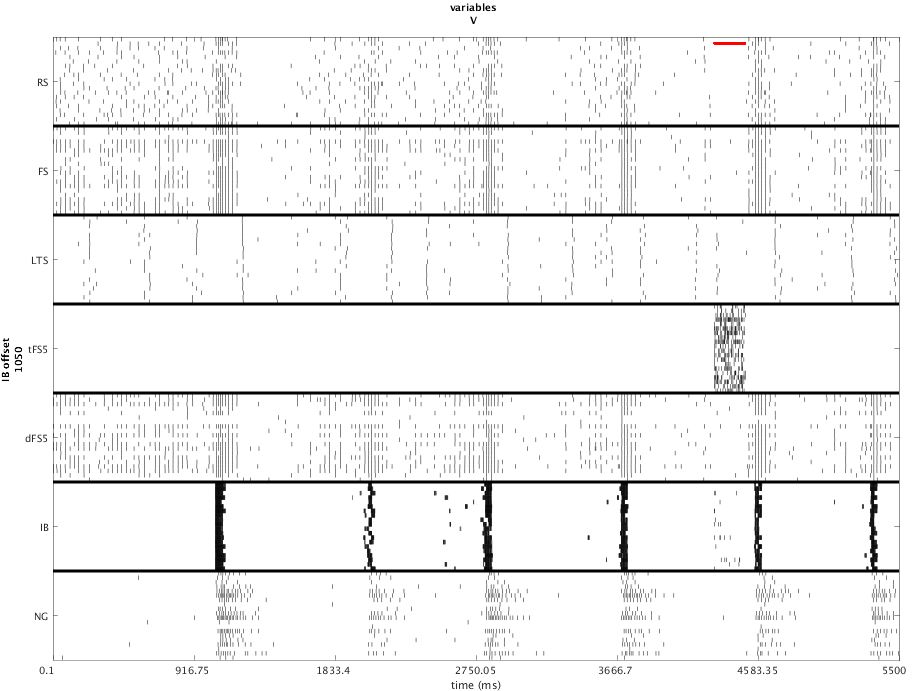 variables
V
RS
FS
LTS
tFS5
dFS5
IB
NG
IB offset
1050
0.1 916.75 1833.4 2750.05 3666.7 4583.35 5500
time (ms)